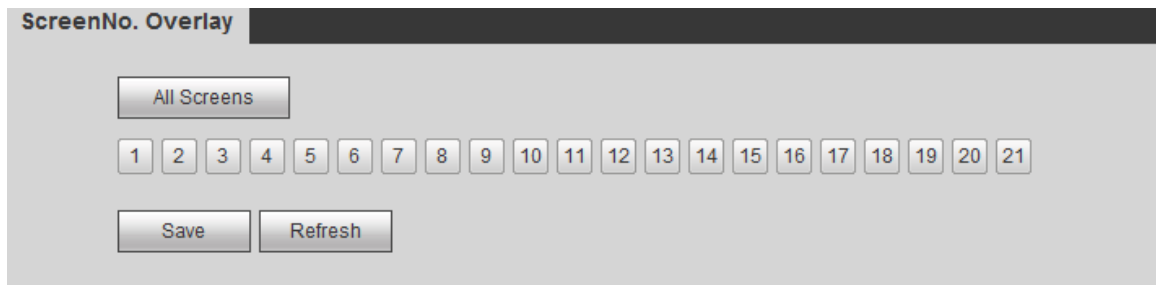 ScreenNo. Overlay
All Screens
1 2 3 4 5 6 7 8 9 10 11 12 13 14 15 16 17 18 19 20 21
Save Refresh